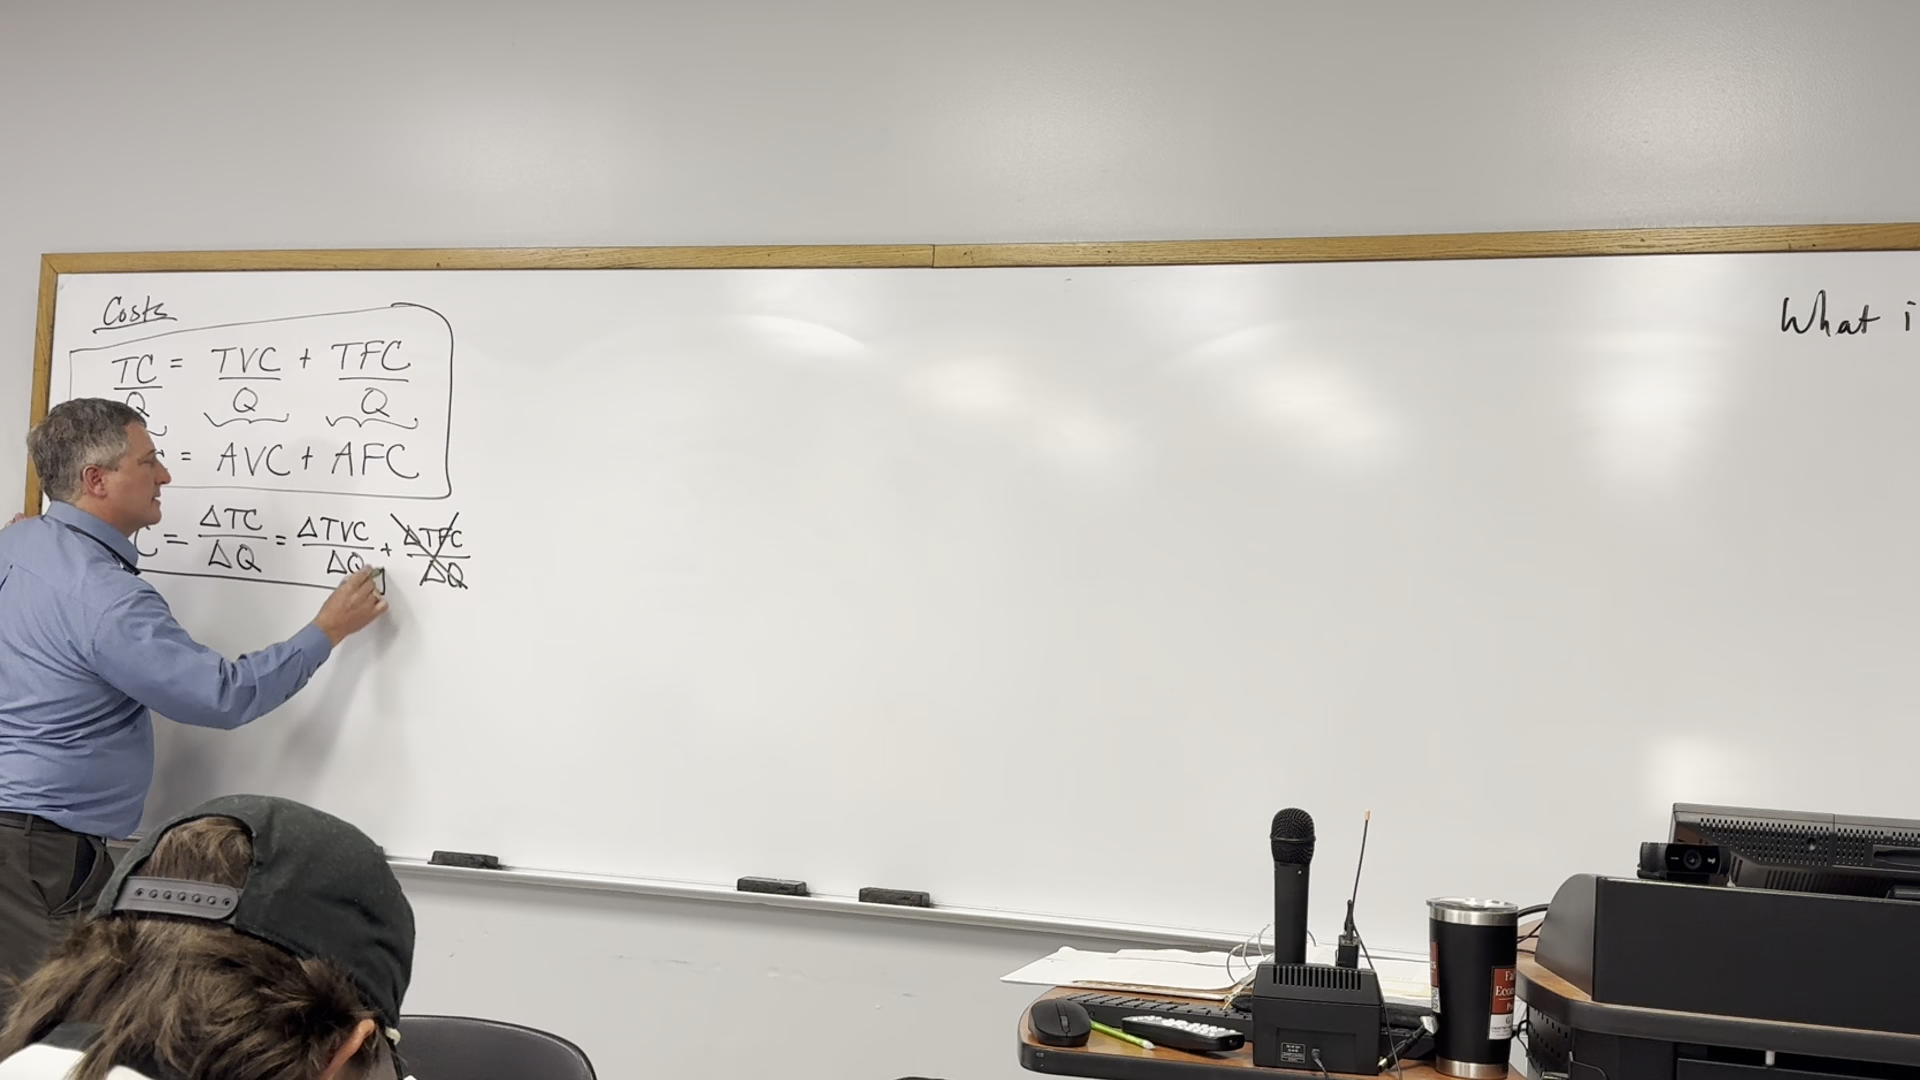 Costs
TC/Q = TVC/Q + TFC/Q
= AVC + AFC
C = ΔTC/ΔQ = ΔTVC/ΔQ + ΔTFC/ΔQ
What i